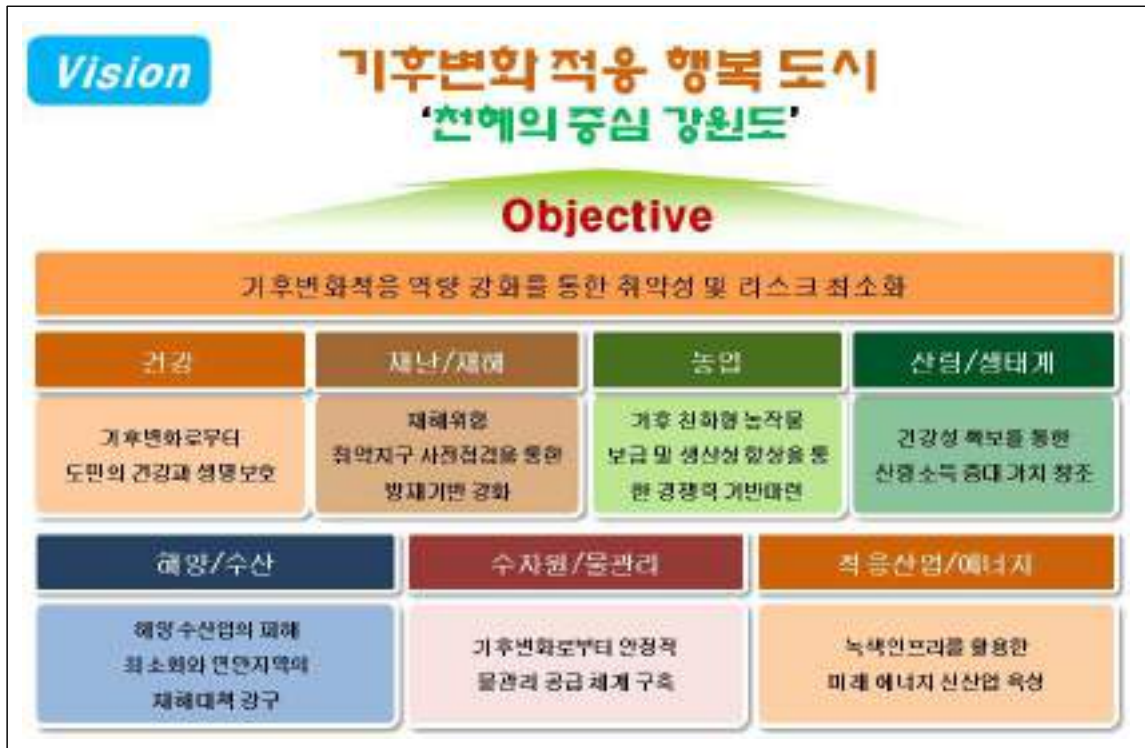 Vision
기후변화 적응 행복 도시
‘천혜의 중심 강원도’
Objective
기후변화적응 역량 강화를 통한 취약성 및 리스크 최소화
건강
재난/재해
농업
산림/생태계
기후변화로부터
도민의 건강과 생명보호
재해위험
취약지구 사전점검을 통한
방재기반 강화
기후 친화형 농작물
보급 및 생산성 향상을 통
한 경쟁력 기반마련
건강성 확보를 통한
산림소득 증대 가치 창조
해양/수산
수자원/물관리
적응산업/에너지
해양 수산업의 피해
최소화와 연안지역의
재해대책 강구
기후변화로부터 안정적
물관리 공급 체계 구축
녹색인프라를 활용한
미래 에너지 신산업 육성